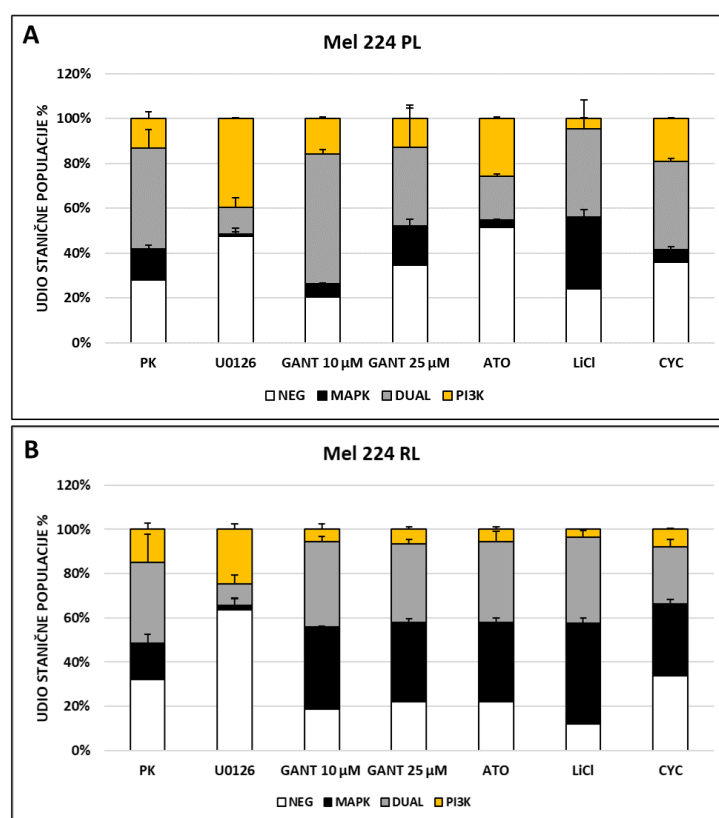 A
Mel 224 PL
UDIO STANIČNE POPULACIJE %
120%
100%
80%
60%
40%
20%
0%
PK U0126 GANT 10 µM GANT 25 µM ATO LiCl CYC
NEG MAPK DUAL PI3K
B
Mel 224 RL
UDIO STANIČNE POPULACIJE %
120%
100%
80%
60%
40%
20%
0%
PK U0126 GANT 10 µM GANT 25 µM ATO LiCl CYC
NEG MAPK DUAL PI3K